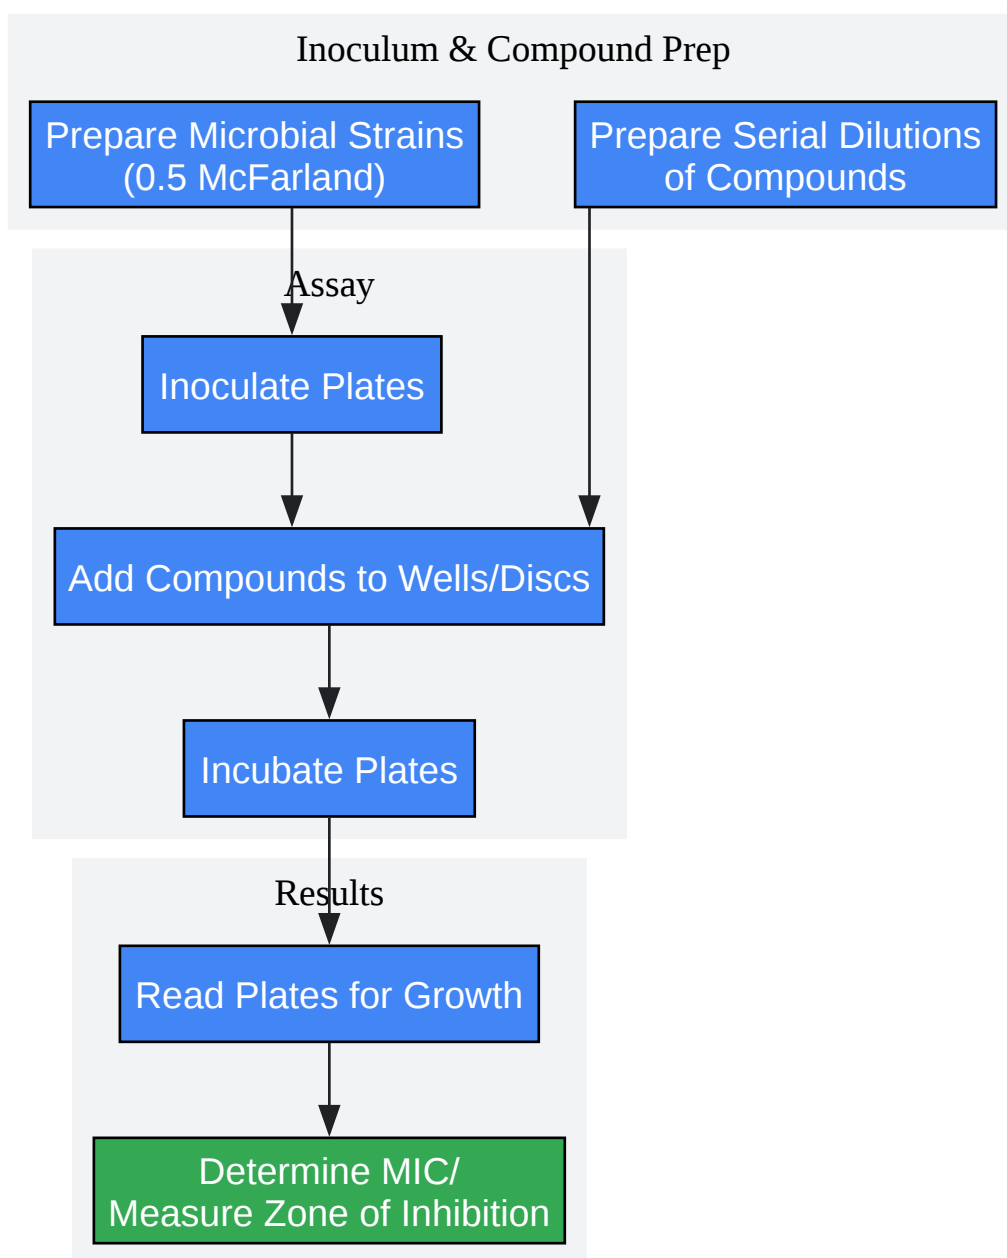 Inoculum & Compound Prep
Prepare Microbial Strains
(0.5 McFarland)
Prepare Serial Dilutions
of Compounds
Assay
Inoculate Plates
Add Compounds to Wells/Discs
Incubate Plates
Results
Read Plates for Growth
Determine MIC/
Measure Zone of Inhibition